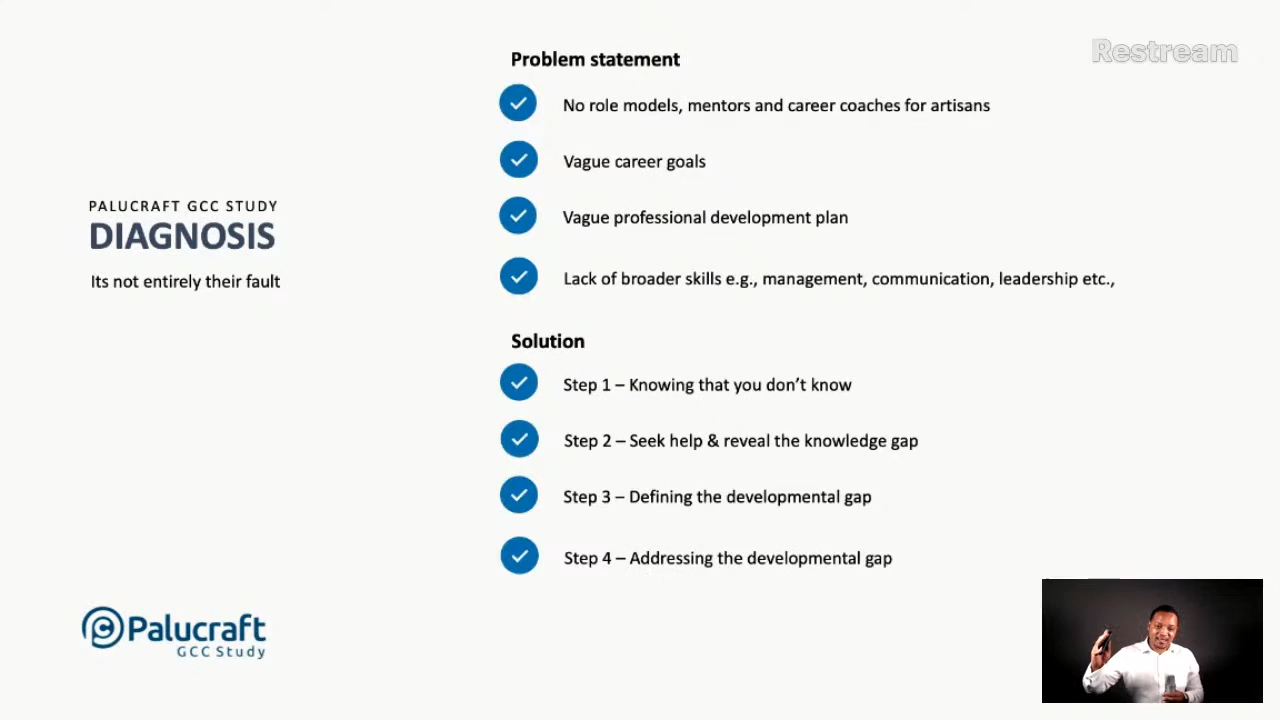 Restream
Problem statement
No role models, mentors and career coaches for artisans
Vague career goals
Vague professional development plan
Lack of broader skills e.g., management, communication, leadership etc.,
PALUCRAFT GCC STUDY
DIAGNOSIS
Its not entirely their fault
Solution
Step 1 – Knowing that you don’t know
Step 2 – Seek help & reveal the knowledge gap
Step 3 – Defining the developmental gap
Step 4 – Addressing the developmental gap
Palucraft
GCC Study